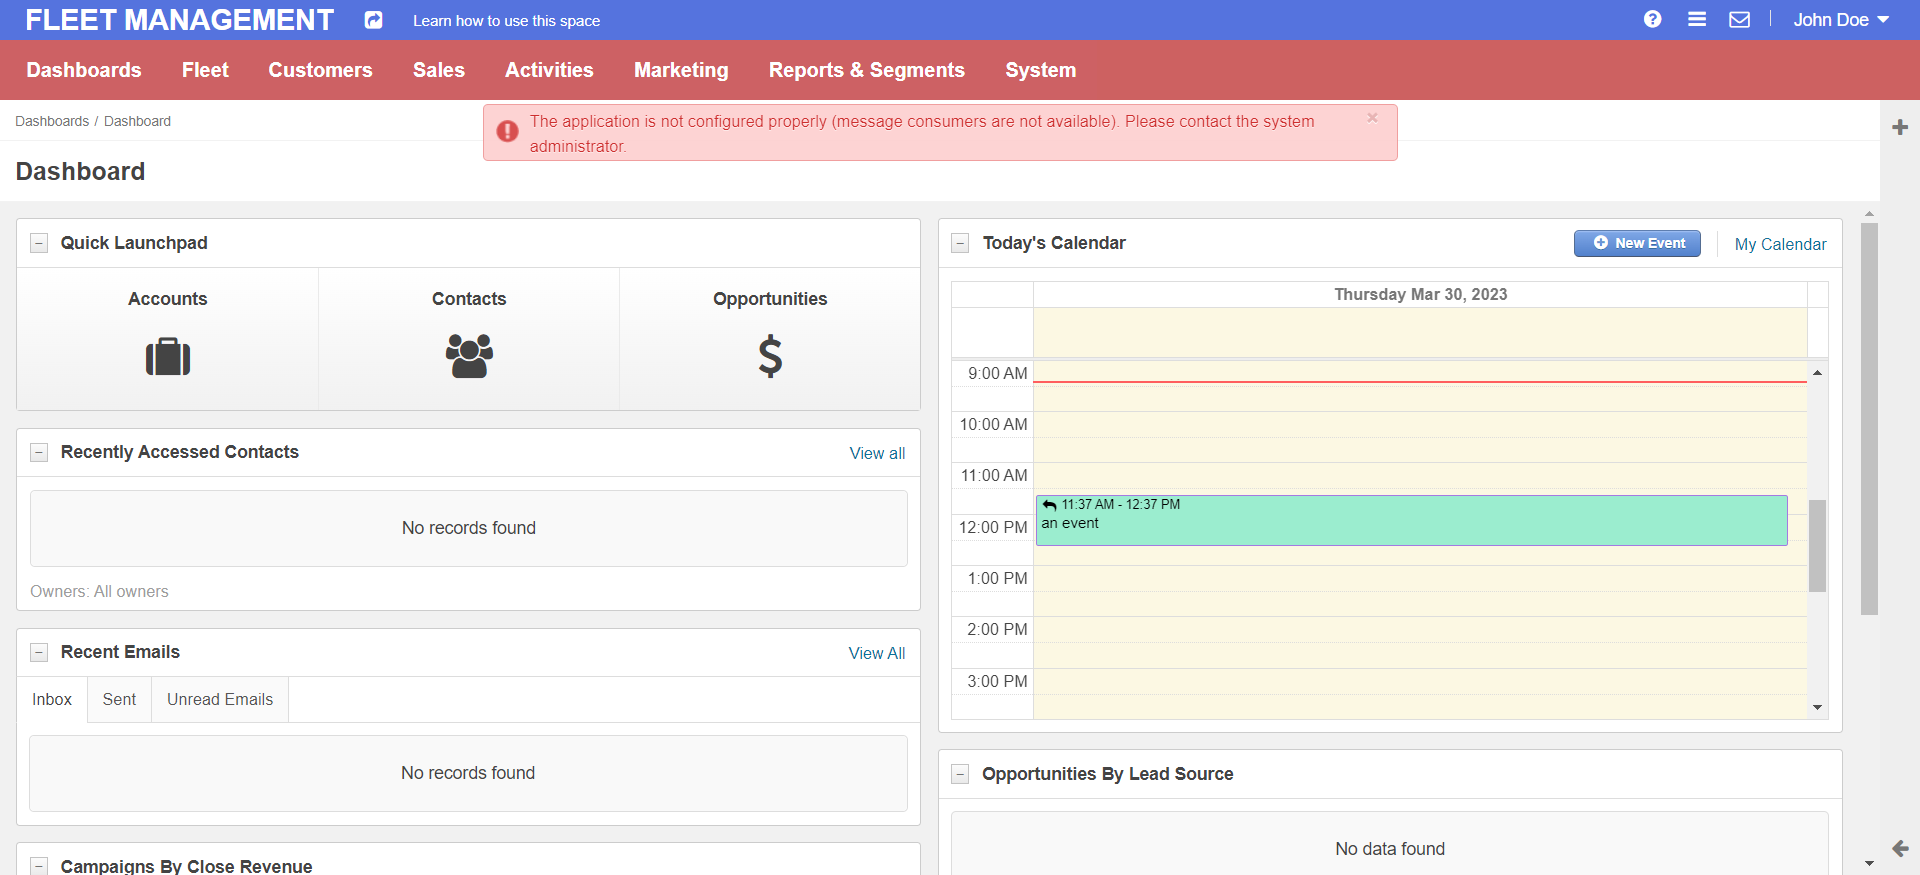 FLEET MANAGEMENT
Learn how to use this space
John Doe
Dashboards
Fleet
Customers
Sales
Activities
Marketing
Reports & Segments
System
Dashboards / Dashboard
The application is not configured properly (message consumers are not available). Please contact the system
administrator.
×
Dashboard
Quick Launchpad
Accounts
Contacts
Opportunities
Recently Accessed Contacts
View all
No records found
Owners: All owners
Recent Emails
View All
Inbox
Sent
Unread Emails
No records found
Campaigns By Close Revenue
Today's Calendar
New Event
My Calendar
Thursday Mar 30, 2023
9:00 AM
10:00 AM
11:00 AM
11:37 AM - 12:37 PM
an event
12:00 PM
1:00 PM
2:00 PM
3:00 PM
Opportunities By Lead Source
No data found